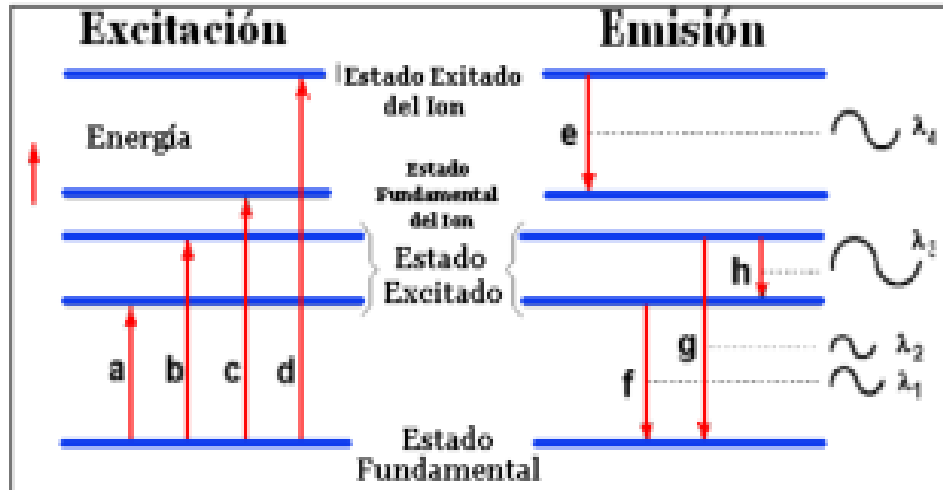 Excitación
Emisión
Estado Exitado
del Ion
Energía
e
λ4
Estado
Fundamental
del Ion
Estado
Excitado
h
λ3
a
b
c
d
f
g
λ2
λ1
Estado
Fundamental